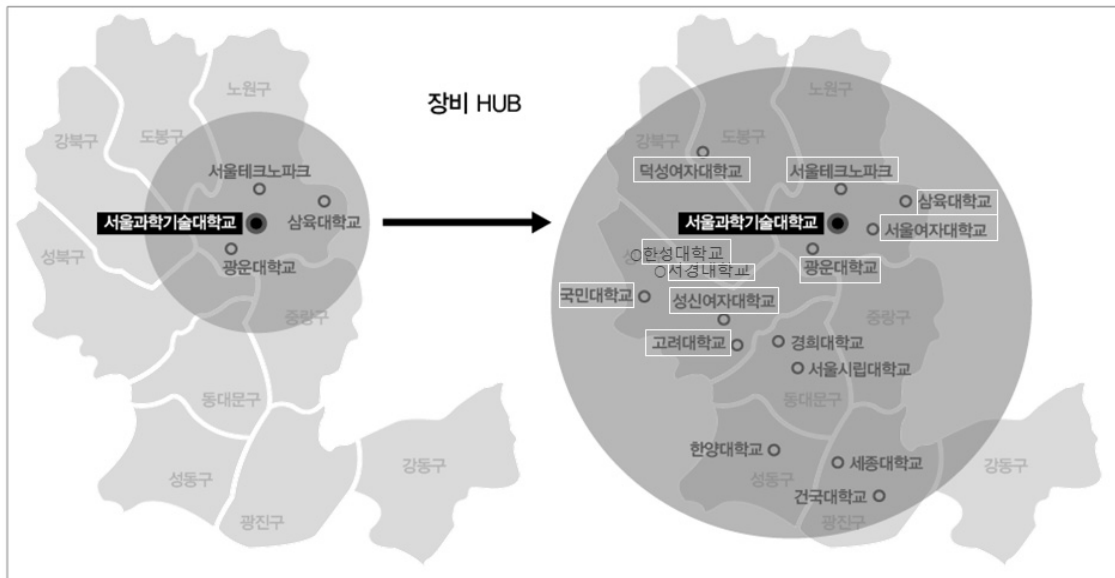 장비 HUB
노원구
도봉구
강북구
서울테크노파크
서울과학기술대학교
삼육대학교
광운대학교
성북구
중랑구
동대문구
성동구
광진구
강동구
노원구
도봉구
강북구
덕성여자대학교
서울테크노파크
삼육대학교
서울과학기술대학교
서울여자대학교
한성대학교
광운대학교
서경대학교
국민대학교
성신여자대학교
중랑구
고려대학교
경희대학교
서울시립대학교
동대문구
한양대학교
세종대학교
성동구
강동구
건국대학교
광진구